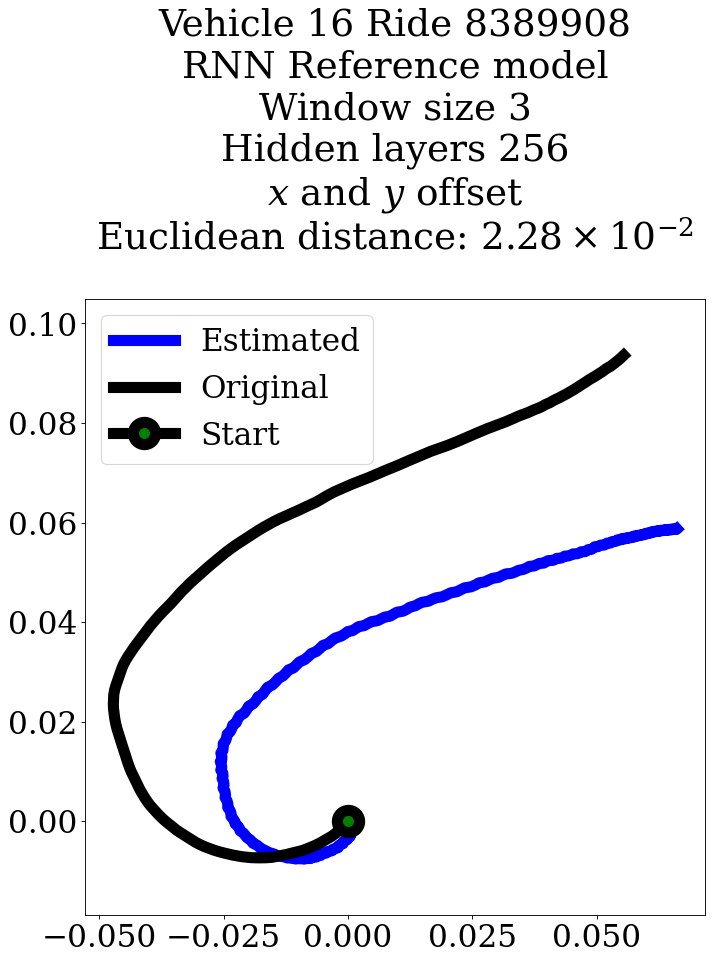 Vehicle 16 Ride 8389908
RNN Reference model
Window size 3
Hidden layers 256
x and y offset
Euclidean distance: 2.28 × 10⁻²
Estimated
Original
Start
0.10
0.08
0.06
0.04
0.02
0.00
−0.050 −0.025 0.000 0.025 0.050